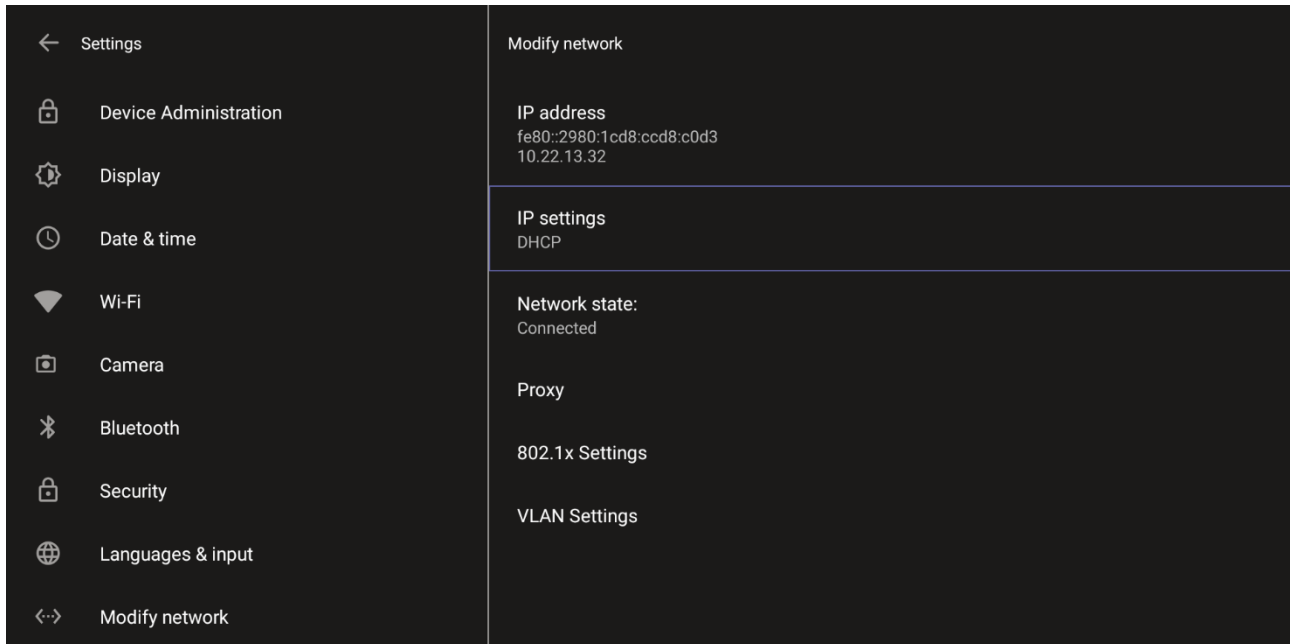 Settings
Device Administration
Display
Date & time
Wi-Fi
Camera
Bluetooth
Security
Languages & input
Modify network
Modify network
IP address
fe80::2980:1cd8:ccd8:c0d3
10.22.13.32
IP settings
DHCP
Network state:
Connected
Proxy
802.1x Settings
VLAN Settings